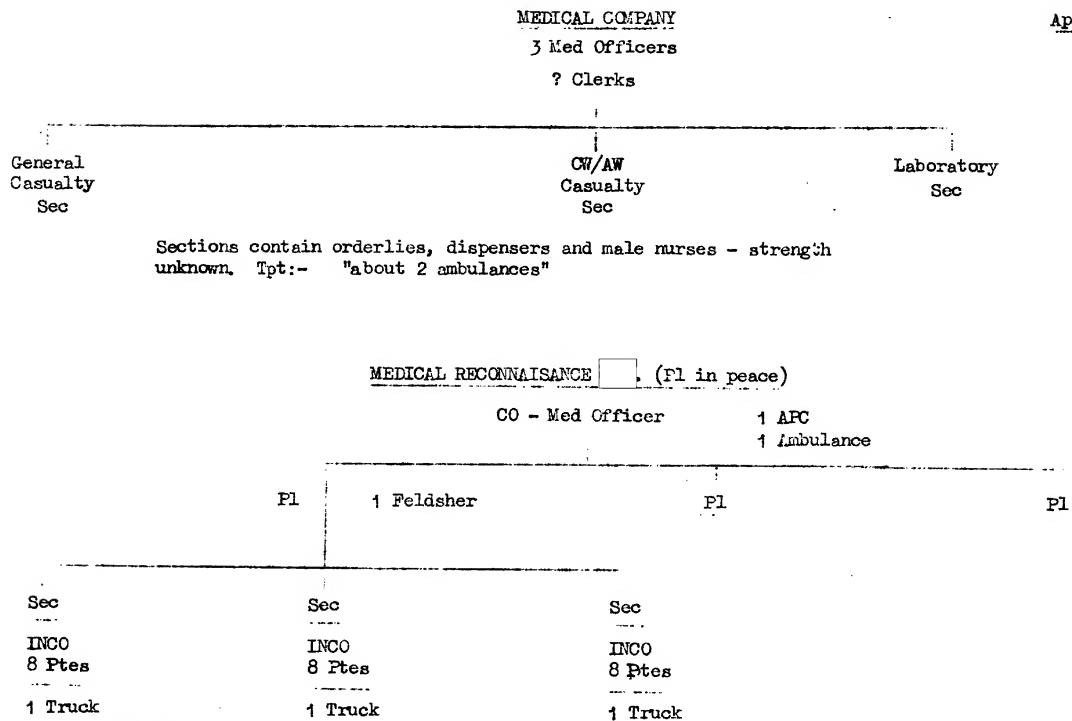 MEDICAL COMPANY
Ap
3 Med Officers
? Clerks
General
Casualty
Sec
CW/AW
Casualty
Sec
Laboratory
Sec
Sections contain orderlies, dispensers and male nurses - strength
unknown. Tpt:- "about 2 ambulances"
MEDICAL RECONNAISANCE . (Pl in peace)
CO - Med Officer
1 APC
1 Ambulance
Pl
1 Feldsher
Pl
Pl
Sec
INCO
8 Ptes
1 Truck
Sec
INCO
8 Ptes
1 Truck
Sec
INCO
8 Ptes
1 Truck